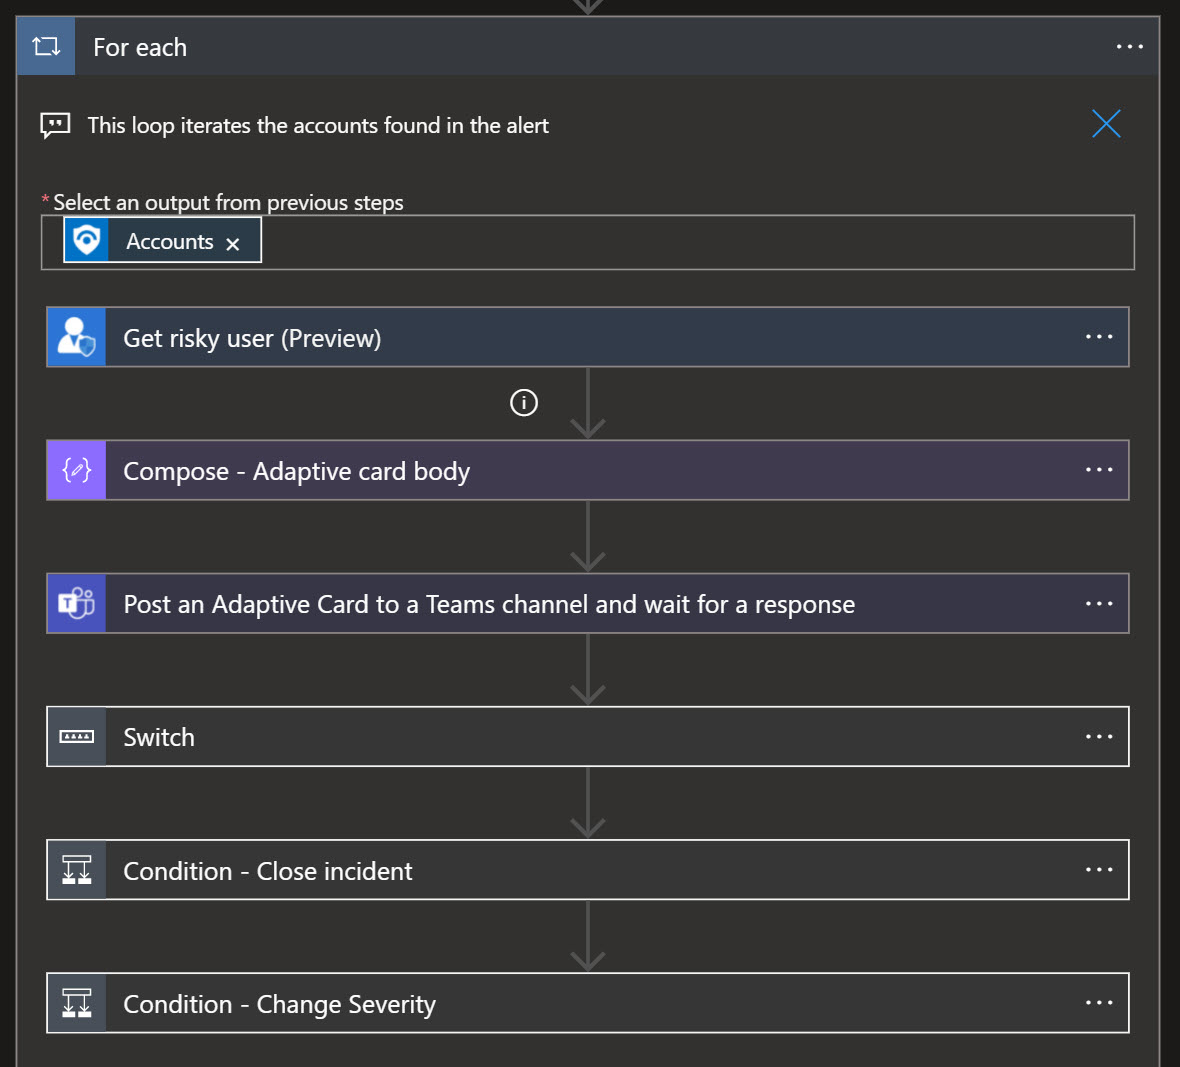 For each
This loop iterates the accounts found in the alert
*Select an output from previous steps
Accounts
Get risky user (Preview)
Compose - Adaptive card body
Post an Adaptive Card to a Teams channel and wait for a response
Switch
Condition - Close incident
Condition - Change Severity